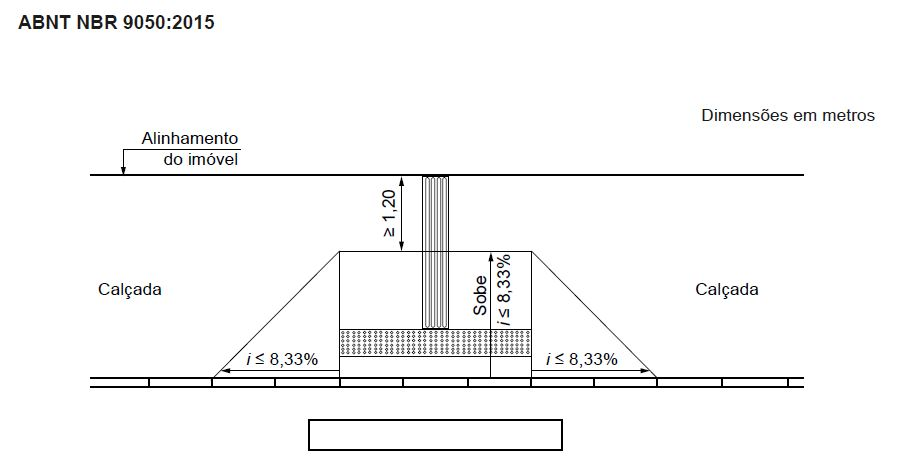 ABNT NBR 9050:2015
Dimensões em metros
Alinhamento
do imóvel
≥ 1,20
Calçada
Sobe
i ≤ 8,33%
Calçada
i ≤ 8,33%
i ≤ 8,33%